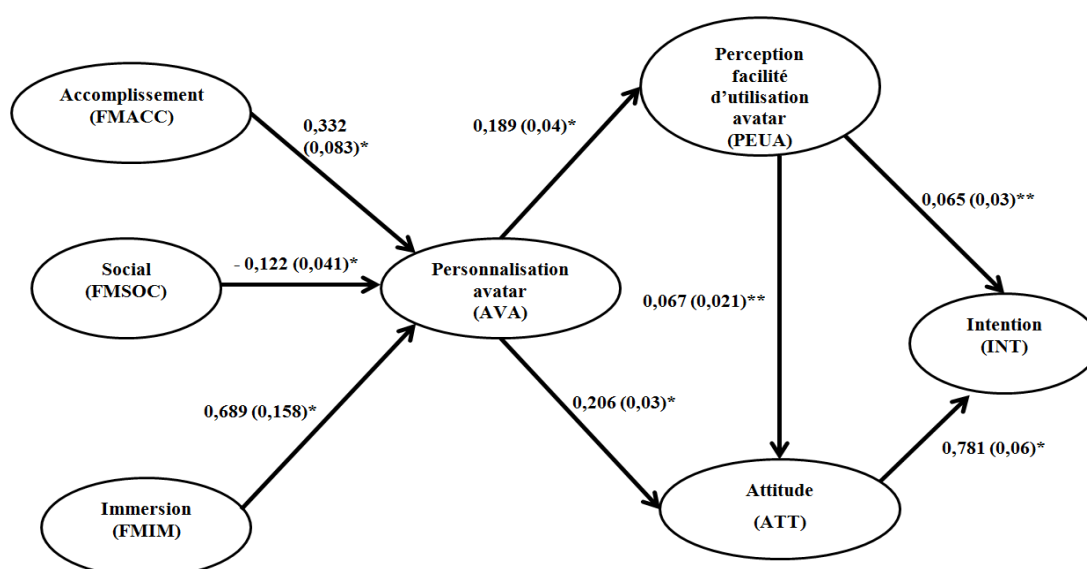 Accomplissement
(FMACC)
0,332
(0,083)*
Social
(FMSOC)
- 0,122 (0,041)*
Immersion
(FMIM)
0,689 (0,158)*
Personnalisation
avatar
(AVA)
0,189 (0,04)*
0,206 (0,03)*
Perception
facilité
d’utilisation
avatar
(PEUA)
0,067 (0,021)**
0,065 (0,03)**
Attitude
(ATT)
0,781 (0,06)*
Intention
(INT)